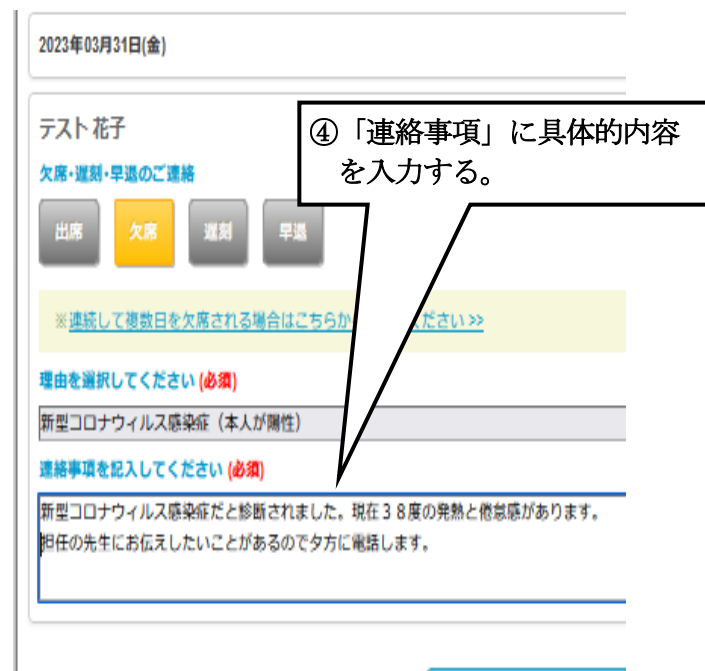 2023年03月31日(金)
テスト 花子
④「連絡事項」に具体的内容
を入力する。
欠席・遅刻・早退のご連絡
出席
欠席
遅刻
早退
※連続して複数日を欠席される場合はこちらか
ださい >>
理由を選択してください (必須)
新型コロナウィルス感染症（本人が陽性）
連絡事項を記入してください (必須)
新型コロナウィルス感染症だと診断されました。現在３８度の発熱と倦怠感があります。
担任の先生にお伝えしたいことがあるので夕方に電話します。